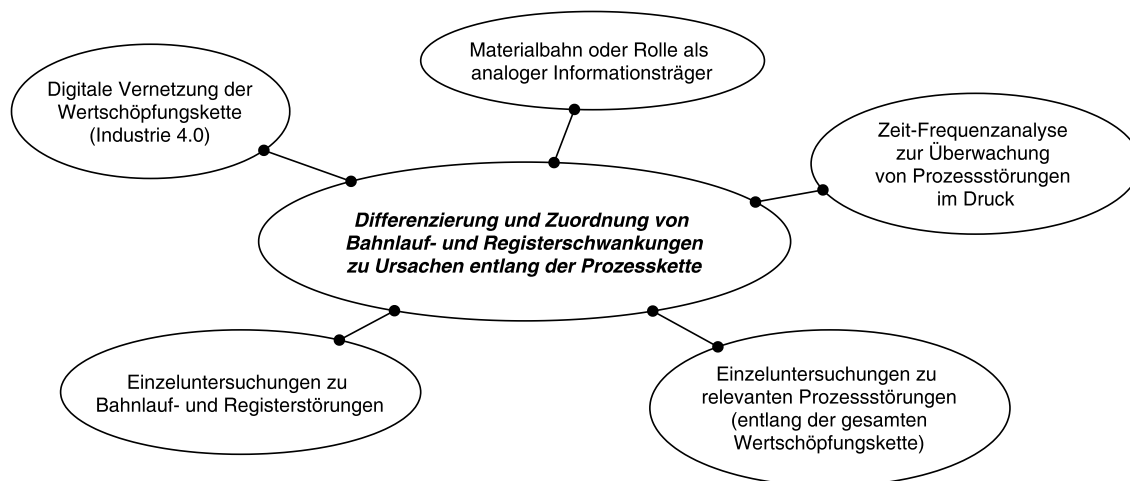 Materialbahn oder Rolle als
analoger Informationsträger
Digitale Vernetzung der
Wertschöpfungskette
(Industrie 4.0)
Zeit-Frequenzanalyse
zur Überwachung
von Prozessstörungen
im Druck
Differenzierung und Zuordnung von
Bahnlauf- und Registerschwankungen
zu Ursachen entlang der Prozesskette
Einzeluntersuchungen zu
Bahnlauf- und Registerstörungen
Einzeluntersuchungen zu
relevanten Prozessstörungen
(entlang der gesamten
Wertschöpfungskette)